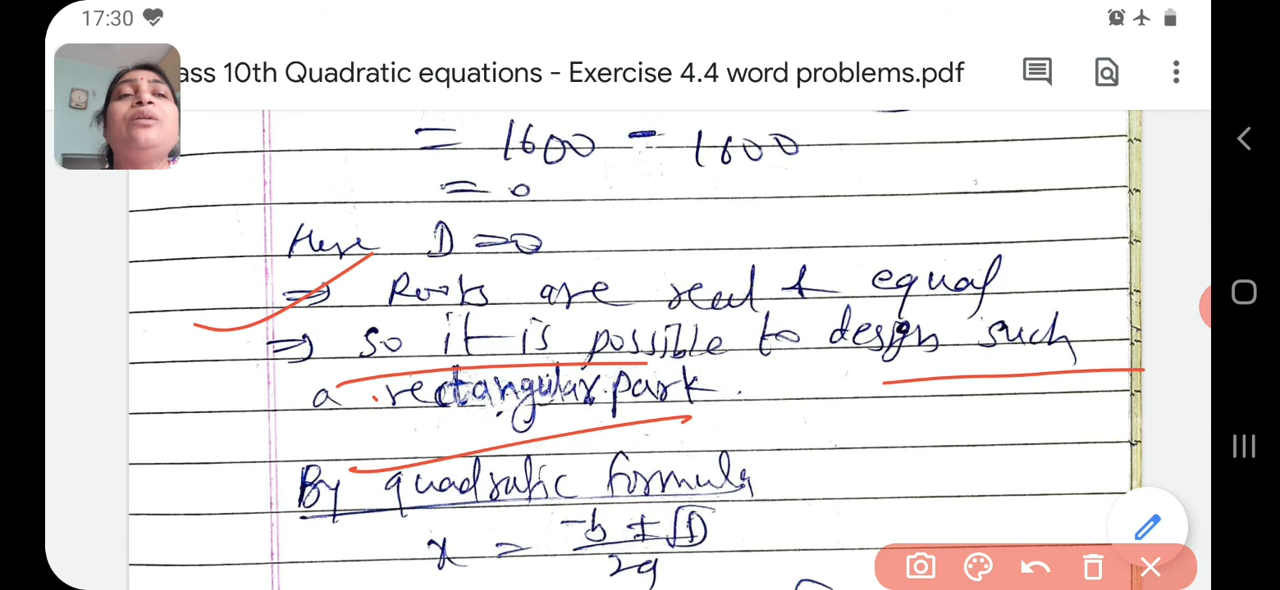 17:30
ass 10th Quadratic equations - Exercise 4.4 word problems.pdf
= 1600 - 1600
= 0
Here D = 0
⇒ Roots are real & equal
⇒ so it is possible to design such
a rectangular park.
By quadratic formula
x = -b ± √D / 2a